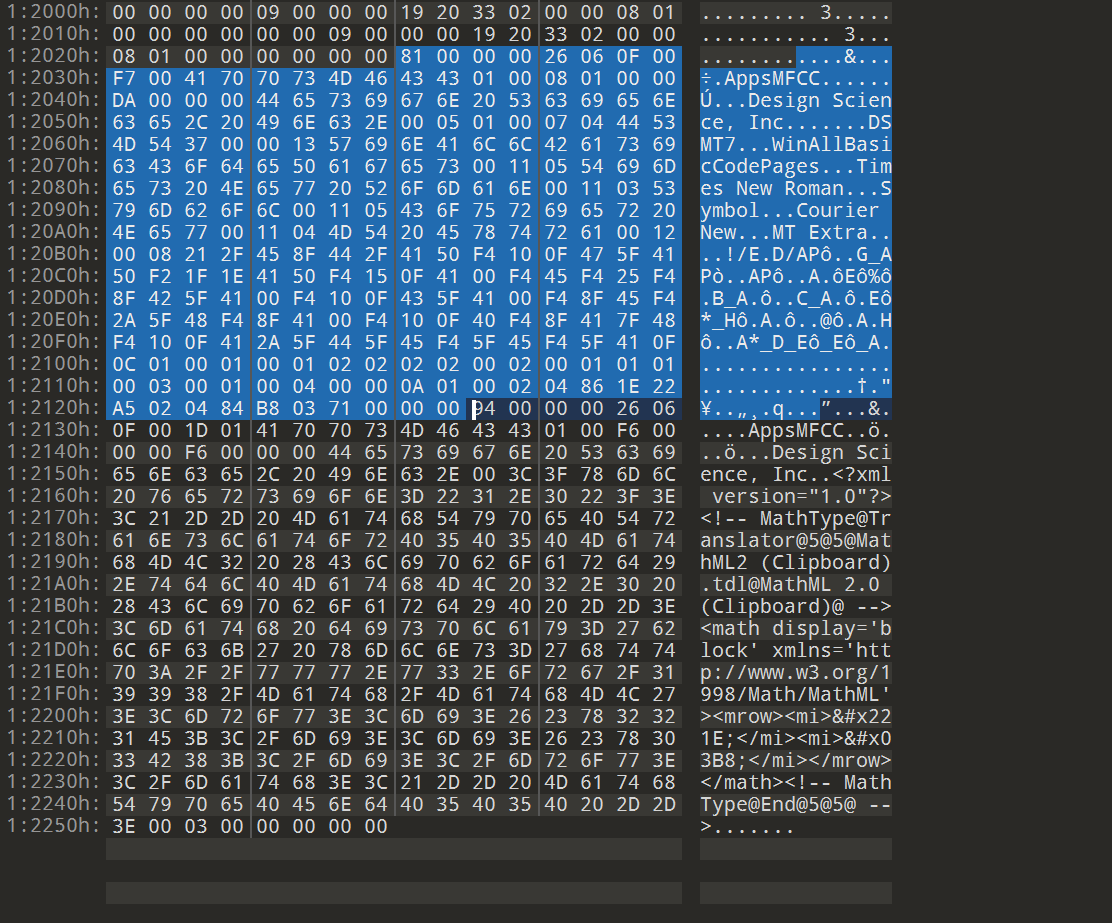 1:2000h: 00 00 00 00 09 00 00 00 19 20 33 02 00 00 08 01 ......... 3.....
1:2010h: 00 00 00 00 00 09 00 00 00 19 20 33 02 00 00 ........... 3...
1:2020h: 08 01 00 00 00 00 00 00 81 00 00 00 26 06 0F 00 ............&...
1:2030h: F7 00 41 70 70 73 4D 46 43 43 01 00 08 01 00 00 ÷.AppsMFCC......
1:2040h: DA 00 00 00 44 65 73 69 67 6E 20 53 63 69 65 6E Ú...Design Scien
1:2050h: 63 65 2C 20 49 6E 63 2E 00 05 01 00 07 04 44 53 ce, Inc.......DS
1:2060h: 4D 54 37 00 00 13 57 69 6E 41 6C 6C 42 61 73 69 MT7...WinAllBasi
1:2070h: 63 43 6F 64 65 50 61 67 65 73 00 11 05 54 69 6D cCodePages...Tim
1:2080h: 65 73 20 4E 65 77 20 52 6F 6D 61 6E 00 11 03 53 es New Roman...S
1:2090h: 79 6D 62 6F 6C 00 11 05 43 6F 75 72 69 65 72 20 ymbol...Courier
1:20A0h: 4E 65 77 00 11 04 4D 54 20 45 78 74 72 61 00 12 New...MT Extra..
1:20B0h: 00 08 21 2F 45 8F 44 2F 41 50 F4 10 0F 47 5F 41 ..!/E.D/APô..G_A
1:20C0h: 50 F2 1F 1E 41 50 F4 15 0F 41 00 F4 45 F4 25 F4 Pò..APô..A.ôEô%ô
1:20D0h: 8F 42 5F 41 00 F4 10 0F 43 5F 41 00 F4 8F 45 F4 .B_A.ô..C_A.ô.Eô
1:20E0h: 2A 5F 48 F4 8F 41 00 F4 10 0F 40 F4 8F 41 7F 48 *_Hô.A.ô..@ô.A.H
1:20F0h: F4 10 0F 41 2A 5F 44 5F 45 F4 5F 45 F4 5F 41 0F ô..A*_D_Eô_Eô_A.
1:2100h: 0C 01 00 01 00 01 02 02 02 02 00 02 00 01 01 01 ................
1:2110h: 00 03 00 01 00 04 00 00 0A 01 00 02 04 86 1E 22 .............†."
1:2120h: A5 02 04 84 B8 03 71 00 00 00 94 00 00 00 26 06 ¥..„¸.q...”...&.
1:2130h: 0F 00 1D 01 41 70 70 73 4D 46 43 43 01 00 F6 00 ....AppsMFCC..ö.
1:2140h: 00 00 F6 00 00 00 44 65 73 69 67 6E 20 53 63 69 ..ö...Design Sci
1:2150h: 65 6E 63 65 2C 20 49 6E 63 2E 00 3C 3F 78 6D 6C ence, Inc..<?xml
1:2160h: 20 76 65 72 73 69 6F 6E 3D 22 31 2E 30 22 3F 3E version="1.0"?>
1:2170h: 3C 21 2D 2D 20 4D 61 74 68 54 79 70 65 40 54 72 <!-- MathType@Tr
1:2180h: 61 6E 73 6C 61 74 6F 72 40 35 40 35 40 4D 61 74 anslator@5@5@Mat
1:2190h: 68 4D 4C 32 20 28 43 6C 69 70 62 6F 61 72 64 29 hML2 (Clipboard)
1:21A0h: 2E 74 64 6C 40 4D 61 74 68 4D 4C 20 32 2E 30 20 .tdl@MathML 2.0
1:21B0h: 28 43 6C 69 70 62 6F 61 72 64 29 40 20 2D 2D 3E (Clipboard)@ -->
1:21C0h: 3C 6D 61 74 68 20 64 69 73 70 6C 61 79 3D 27 62 <math display='b
1:21D0h: 6C 6F 63 6B 27 20 78 6D 6C 6E 73 3D 27 68 74 74 lock' xmlns='htt
1:21E0h: 70 3A 2F 2F 77 77 77 2E 77 33 2E 6F 72 67 2F 31 p://www.w3.org/1
1:21F0h: 39 39 38 2F 4D 61 74 68 2F 4D 61 74 68 4D 4C 27 998/Math/MathML'
1:2200h: 3E 3C 6D 72 6F 77 3E 3C 6D 69 3E 26 23 78 32 32 ><mrow><mi>&#x22
1:2210h: 31 45 3B 3C 2F 6D 69 3E 3C 6D 69 3E 26 23 78 30 1E;</mi><mi>&#x0
1:2220h: 33 42 38 3B 3C 2F 6D 69 3E 3C 2F 6D 72 6F 77 3E 3B8;</mi></mrow>
1:2230h: 3C 2F 6D 61 74 68 3E 3C 21 2D 2D 20 4D 61 74 68 </math><!-- Math
1:2240h: 54 79 70 65 40 45 6E 64 40 35 40 35 40 20 2D 2D Type@End@5@5@ --
1:2250h: 3E 00 03 00 00 00 00 00 >.......